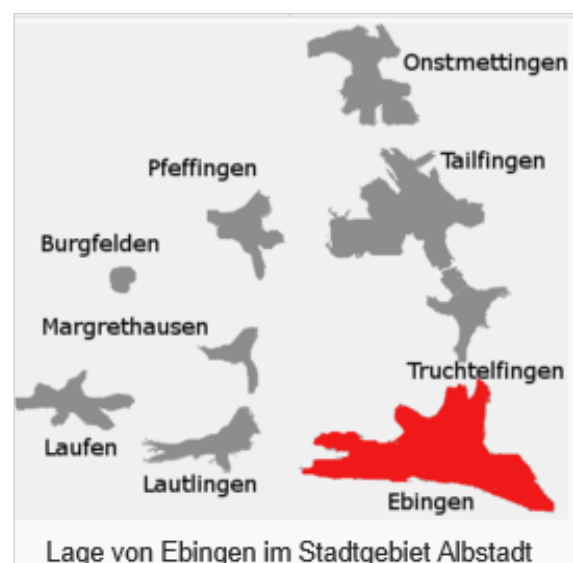 Onstmettingen
Tailfingen
Pfeffingen
Burgfelden
Margrethausen
Truchtelfingen
Laufen
Lautlingen
Ebingen
Lage von Ebingen im Stadtgebiet Albstadt